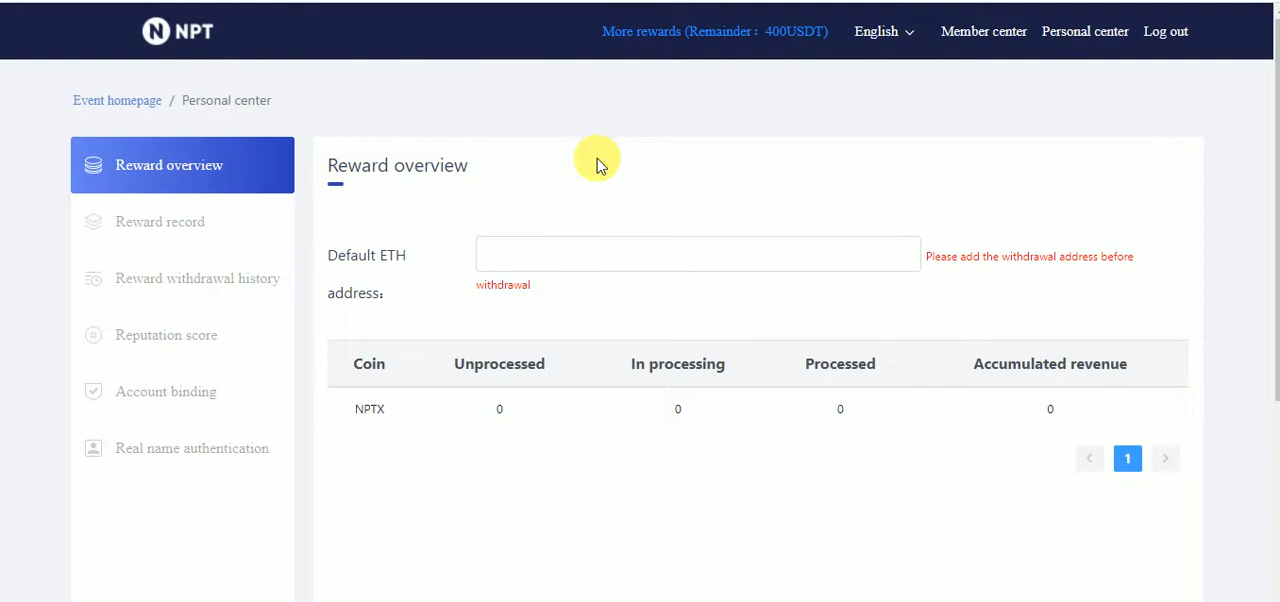 NPT
More rewards (Remainder： 400USDT)
English
Member center
Personal center
Log out
Event homepage / Personal center
Reward overview
Reward record
Reward withdrawal history
Reputation score
Account binding
Real name authentication
Reward overview
Default ETH address：
Please add the withdrawal address before
withdrawal
Coin Unprocessed In processing Processed Accumulated revenue
NPTX 0 0 0 0
< 1 >